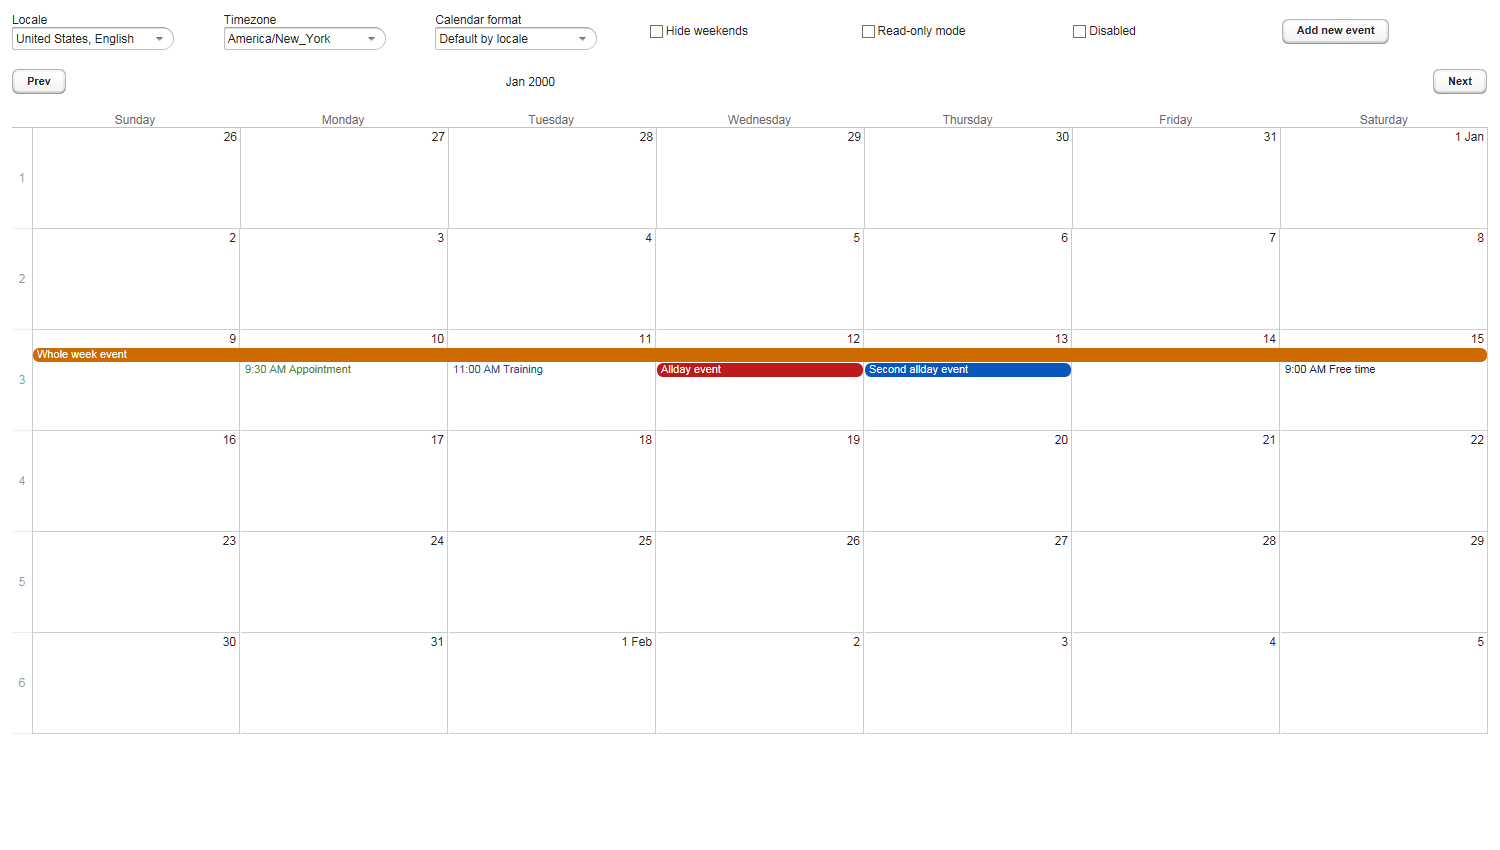 Locale
Timezone
Calendar format
United States, English
America/New_York
Default by locale
Hide weekends
Read-only mode
Disabled
Add new event
Prev
Jan 2000
Next
Sunday Monday Tuesday Wednesday Thursday Friday Saturday
26 27 28 29 30 31 1 Jan
1
2 3 4 5 6 7 8
2
9 10 11 12 13 14 15
Whole week event
9:30 AM Appointment
11:00 AM Training
Allday event
Second allday event
9:00 AM Free time
3
16 17 18 19 20 21 22
4
23 24 25 26 27 28 29
5
30 31 1 Feb 2 3 4 5
6